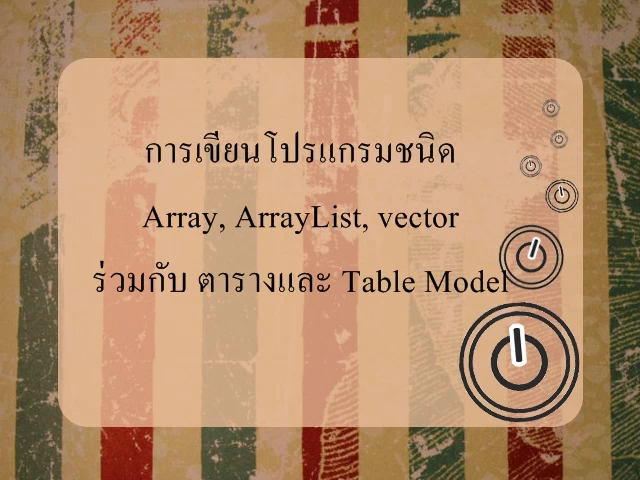 การเขียนโปรแกรมชนิด
Array, ArrayList, vector
ร่วมกับ ตารางและ Table Model